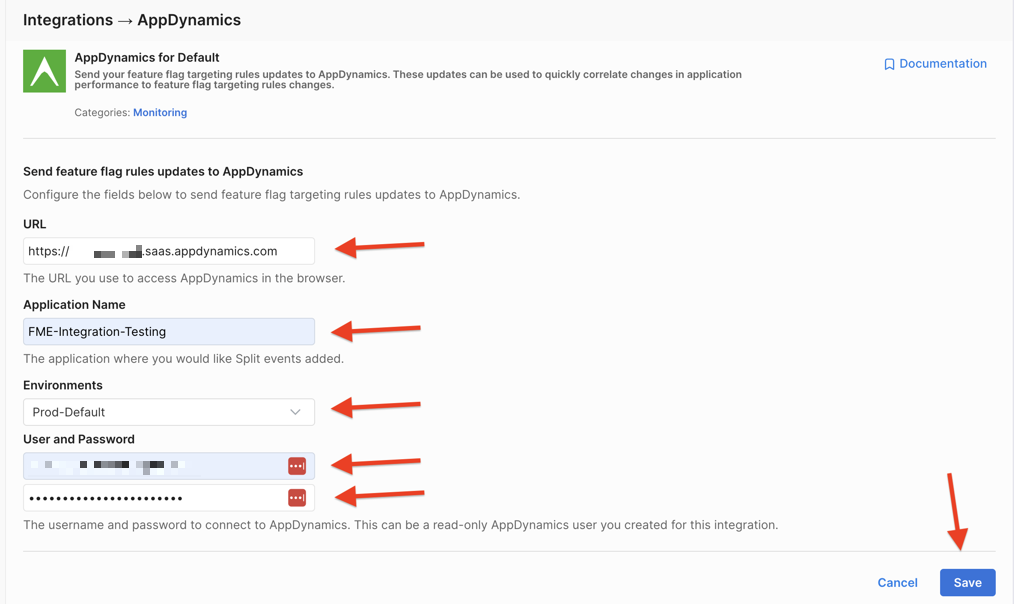 Integrations → AppDynamics
AppDynamics for Default
Send your feature flag targeting rules updates to AppDynamics. These updates can be used to quickly correlate changes in application
performance to feature flag targeting rules changes.
Documentation
Categories: Monitoring
Send feature flag rules updates to AppDynamics
Configure the fields below to send feature flag targeting rules updates to AppDynamics.
URL
https:// .saas.appdynamics.com
The URL you use to access AppDynamics in the browser.
Application Name
FME-Integration-Testing
The application where you would like Split events added.
Environments
Prod-Default
User and Password
•••••••••••••••••••••••
The username and password to connect to AppDynamics. This can be a read-only AppDynamics user you created for this integration.
Cancel
Save